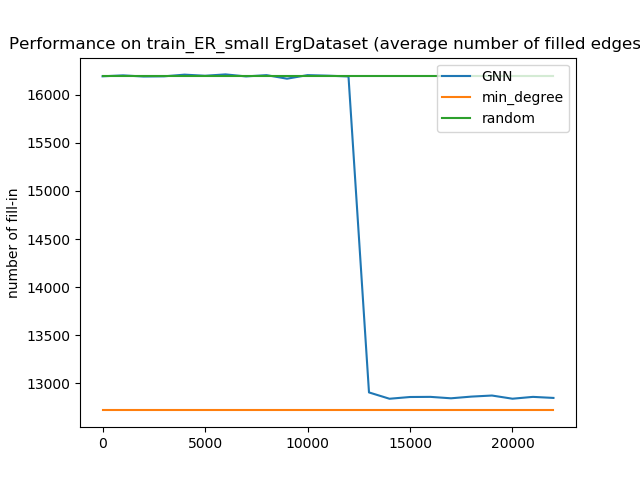 Performance on train_ER_small ErgDataset (average number of filled edges
16000
15500
15000
14500
14000
13500
13000
number of fill-in
GNN
min_degree
random
0
5000
10000
15000
20000